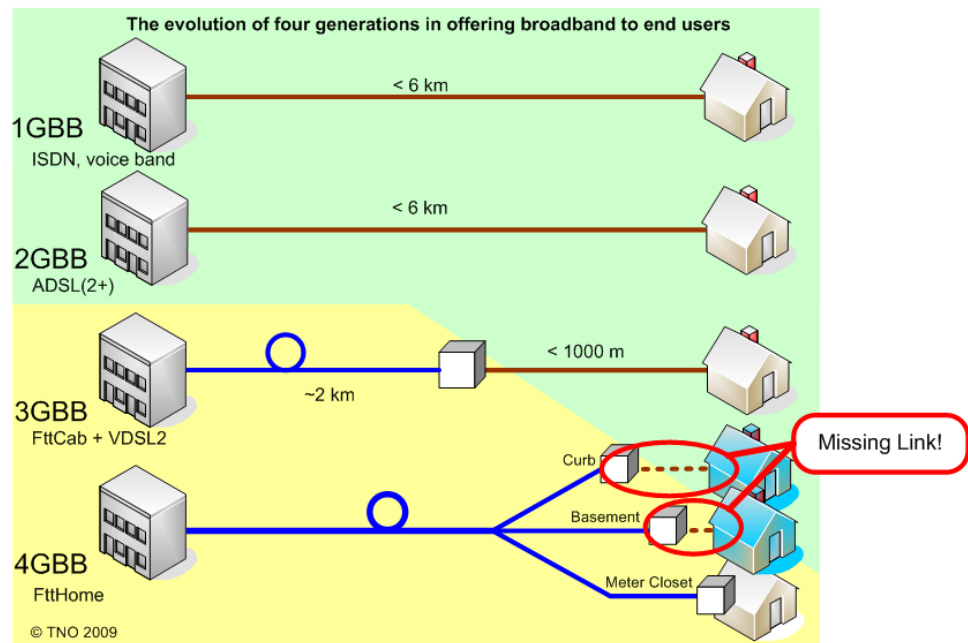 The evolution of four generations in offering broadband to end users
< 6 km
1GBB
ISDN, voice band
< 6 km
2GBB
ADSL(2+)
< 1000 m
~2 km
3GBB
FttCab + VDSL2
Missing Link!
Curb
Basement
4GBB
FttHome
Meter Closet
© TNO 2009